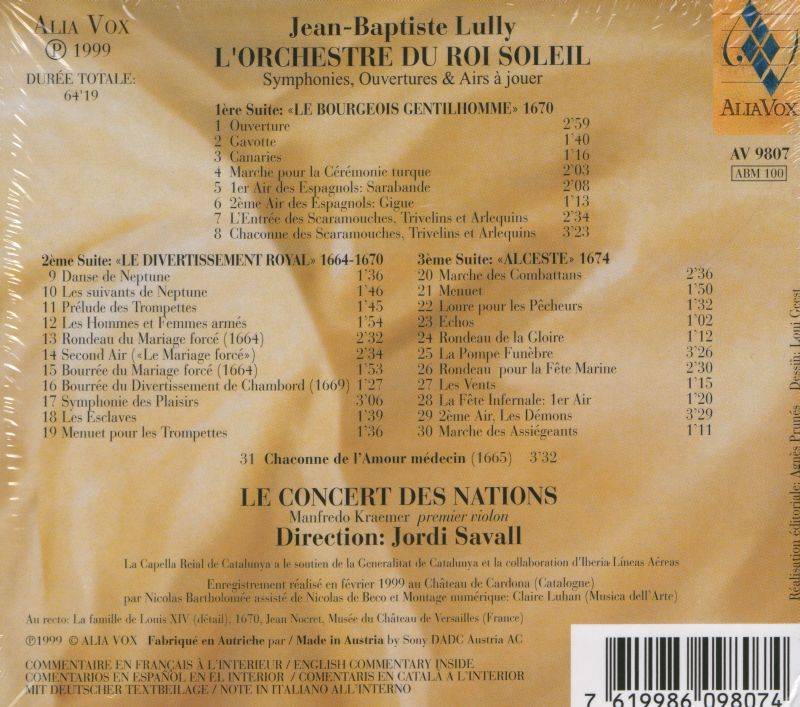 ALIA VOX
Ⓟ 1999
DURÉE TOTALE:
64'19
Jean-Baptiste Lully
L'ORCHESTRE DU ROI SOLEIL
Symphonies, Ouvertures & Airs à jouer
ALIAVOX
AV 9807
ABM 100
1ère Suite: «LE BOURGEOIS GENTILHOMME» 1670
1 Ouverture 2'59
2 Gavotte 1'40
3 Canaries 1'16
4 Marche pour la Cérémonie turque 2'03
5 1er Air des Espagnols: Sarabande 2'08
6 2ème Air des Espagnols: Gigue 1'13
7 L'Entrée des Scaramouches, Trivelins et Arlequins 2'34
8 Chaconne des Scaramouches, Trivelins et Arlequins 3'23
2ème Suite: «LE DIVERTISSEMENT ROYAL» 1664-1670
9 Danse de Neptune 1'36
10 Les suivants de Neptune 1'46
11 Prélude des Trompettes 1'45
12 Les Hommes et Femmes armés 1'54
13 Rondeau du Mariage forcé (1664) 2'32
14 Second Air («Le Mariage forcé») 2'34
15 Bourrée du Mariage forcé (1664) 1'53
16 Bourrée du Divertissement de Chambord (1669) 1'27
17 Symphonie des Plaisirs 3'06
18 Les Esclaves 1'39
19 Menuet pour les Trompettes 1'36
3ème Suite: «ALCESTE» 1674
20 Marche des Combattans 2'36
21 Menuet 1'50
22 Loure pour les Pêcheurs 1'32
23 Echos 1'02
24 Rondeau de la Gloire 1'12
25 La Pompe Funèbre 3'26
26 Rondeau pour la Fête Marine 2'30
27 Les Vents 1'15
28 La Fête Infernale: 1er Air 1'20
29 2ème Air, Les Démons 3'29
30 Marche des Assiégeants 1'11
31 Chaconne de l'Amour médecin (1665) 3'32
LE CONCERT DES NATIONS
Manfredo Kraemer premier violon
Direction: Jordi Savall
La Capella Reial de Catalunya a le soutien de la Generalitat de Catalunya et la collaboration d'Iberia-Líneas Aéreas
Enregistrement réalisé en février 1999 au Château de Cardona (Catalogne)
par Nicolas Bartholomée assisté de Nicolas de Beco et Montage numérique: Claire Luhan (Musica dell'Arte)
Au recto: La famille de Louis XIV (détail), 1670, Jean Nocret, Musée du Château de Versailles (France)
Ⓟ1999 © ALIA VOX Fabriqué en Autriche par / Made in Austria by Sony DADC Austria AG
COMMENTAIRE EN FRANÇAIS À L'INTERIEUR / ENGLISH COMMENTARY INSIDE
COMENTARIOS EN ESPAÑOL EN EL INTERIOR / COMENTARIS EN CATALÀ A L'INTERIOR
MIT DEUTSCHER TEXTBEILAGE / NOTE IN ITALIANO ALL'INTERNO
7 619986 098074
Réalisation éditoriale: Agnès Prunés Dessin: Loni Geest